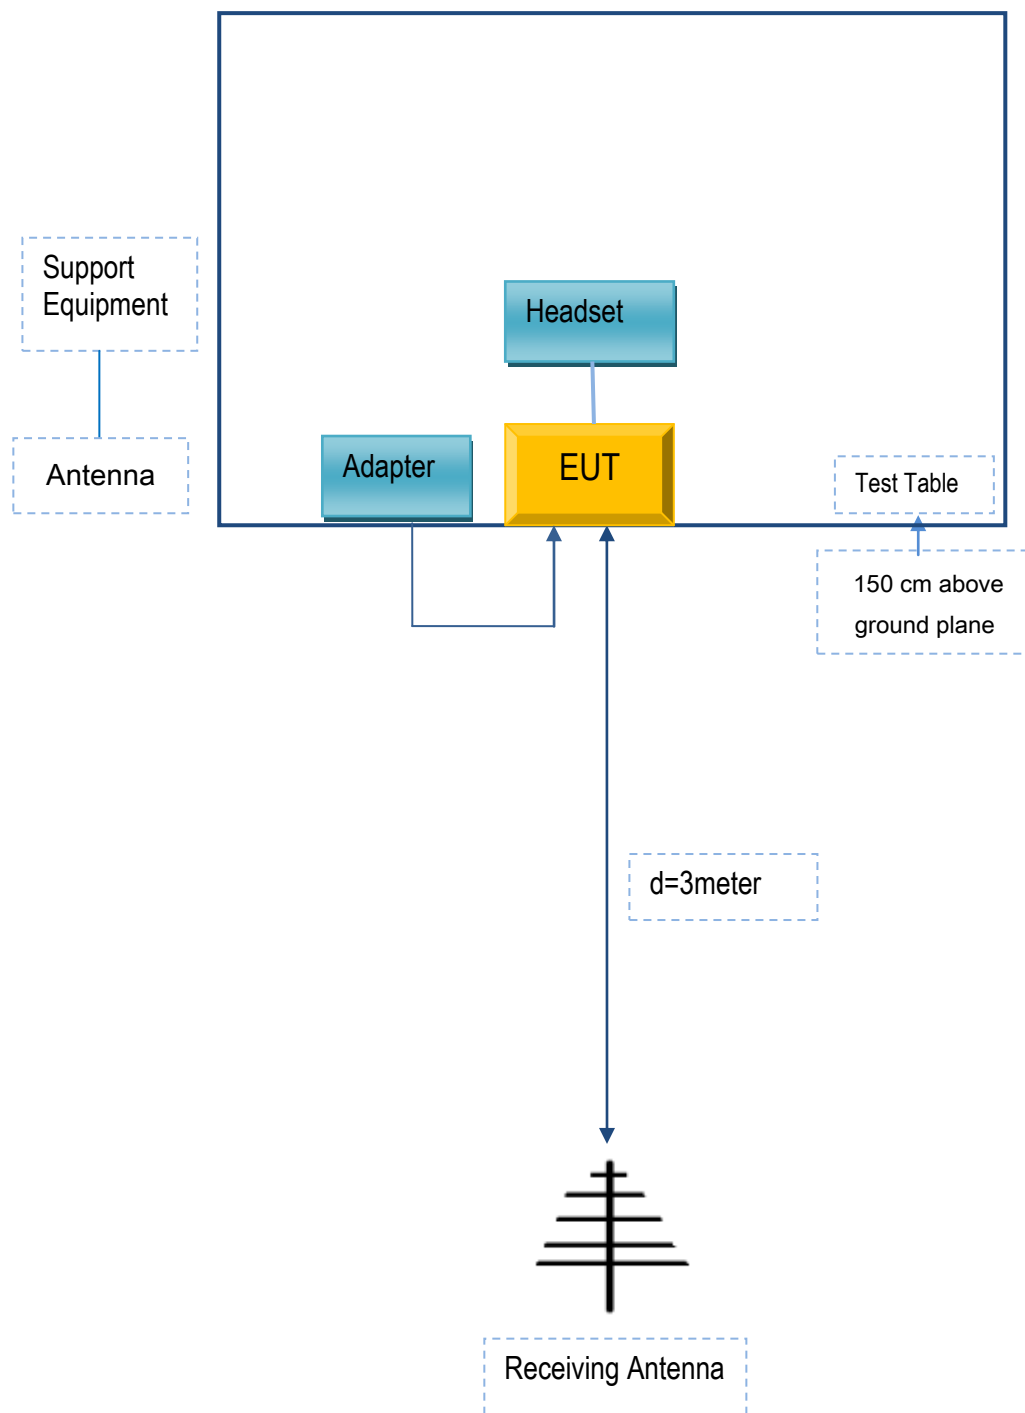 Support
Equipment
Headset
Antenna
Adapter
EUT
Test Table
150 cm above
ground plane
d=3meter
Receiving Antenna